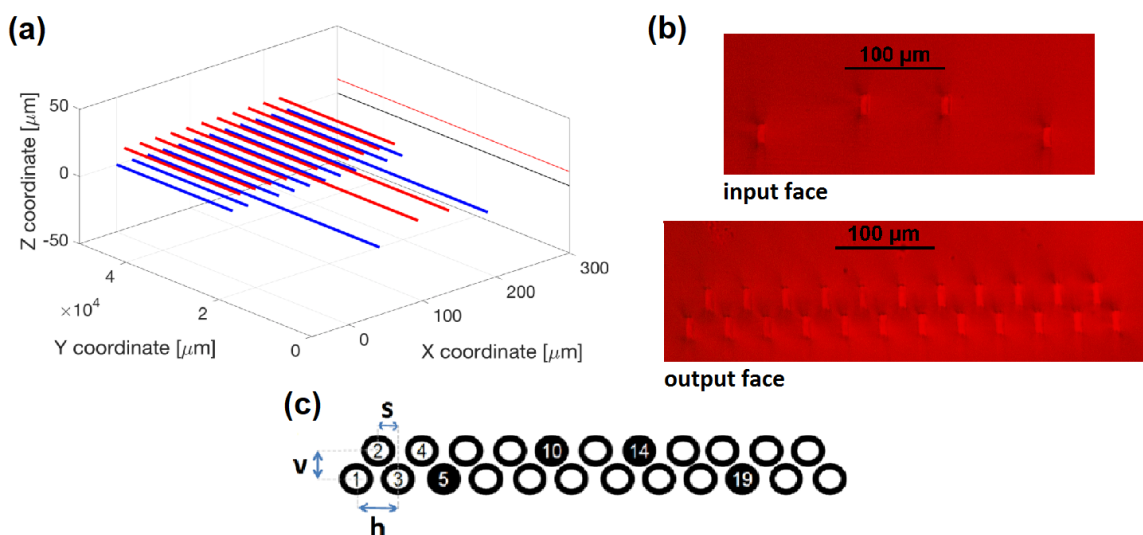 (a)
50
0
-50
Z coordinate [μm]
4
×10⁴
2
0
Y coordinate [μm]
0
100
200
300
X coordinate [μm]
(b)
100 μm
input face
100 μm
output face
(c)
s
2 4 10 14
v
1 3 5 19
h